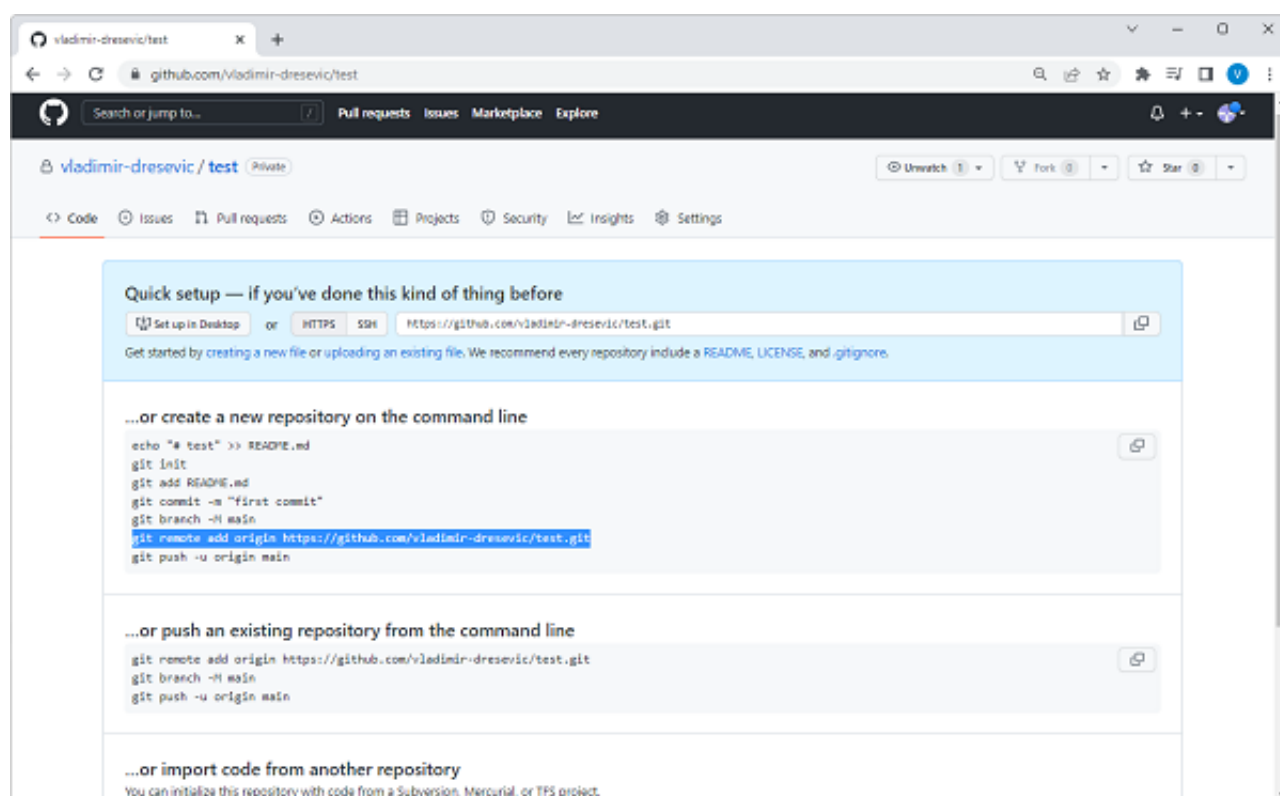 vladimir-dresevic/test
github.com/vladimir-dresevic/test
V
Search or jump to...
/
Pull requests Issues Marketplace Explore
vladimir-dresevic / test Private
Unwatch 1
Fork 0
Star 0
<> Code
Issues
Pull requests
Actions
Projects
Security
Insights
Settings
Quick setup — if you've done this kind of thing before
Set up in Desktop or HTTPS SSH https://github.com/vladimir-dresevic/test.git
Get started by creating a new file or uploading an existing file. We recommend every repository include a README, LICENSE, and .gitignore.
...or create a new repository on the command line
echo "# test" >> README.md
git init
git add README.md
git commit -m "first commit"
git branch -M main
git remote add origin https://github.com/vladimir-dresevic/test.git
git push -u origin main
...or push an existing repository from the command line
git remote add origin https://github.com/vladimir-dresevic/test.git
git branch -M main
git push -u origin main
...or import code from another repository
You can initialize this repository with code from a Subversion, Mercurial, or TFS project.